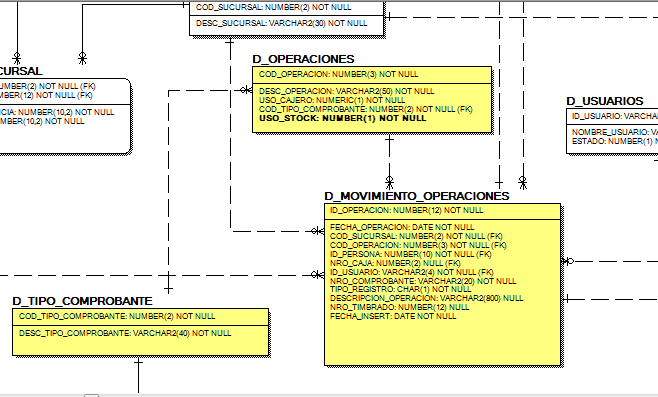 COD_SUCURSAL: NUMBER(2) NOT NULL
DESC_SUCURSAL: VARCHAR2(30) NOT NULL
CURSAL
UMBER(2) NOT NULL (FK)
MBER(12) NOT NULL (FK)
NCIA: NUMBER(10,2) NOT NULL
MBER(10,2) NOT NULL
D_OPERACIONES
COD_OPERACION: NUMBER(3) NOT NULL
DESC_OPERACION: VARCHAR2(50) NOT NULL
USO_CAJERO: NUMERIC(1) NOT NULL
COD_TIPO_COMPROBANTE: NUMBER(2) NOT NULL (FK)
USO_STOCK: NUMBER(1) NOT NULL
D_USUARIOS
ID_USUARIO: VARCHA
NOMBRE_USUARIO: VA
ESTADO: NUMBER(1) N
D_MOVIMIENTO_OPERACIONES
ID_OPERACION: NUMBER(12) NOT NULL
FECHA_OPERACION: DATE NOT NULL
COD_SUCURSAL: NUMBER(2) NOT NULL (FK)
COD_OPERACION: NUMBER(3) NOT NULL (FK)
ID_PERSONA: NUMBER(10) NOT NULL (FK)
NRO_CAJA: NUMBER(2) NULL (FK)
ID_USUARIO: VARCHAR2(4) NOT NULL (FK)
NRO_COMPROBANTE: VARCHAR2(20) NOT NULL
TIPO_REGISTRO: CHAR(1) NOT NULL
DESCRIPCION_OPERACION: VARCHAR2(800) NULL
NRO_TIMBRADO: NUMBER(12) NULL
FECHA_INSERT: DATE NOT NULL
D_TIPO_COMPROBANTE
COD_TIPO_COMPROBANTE: NUMBER(2) NOT NULL
DESC_TIPO_COMPROBANTE: VARCHAR2(40) NOT NULL